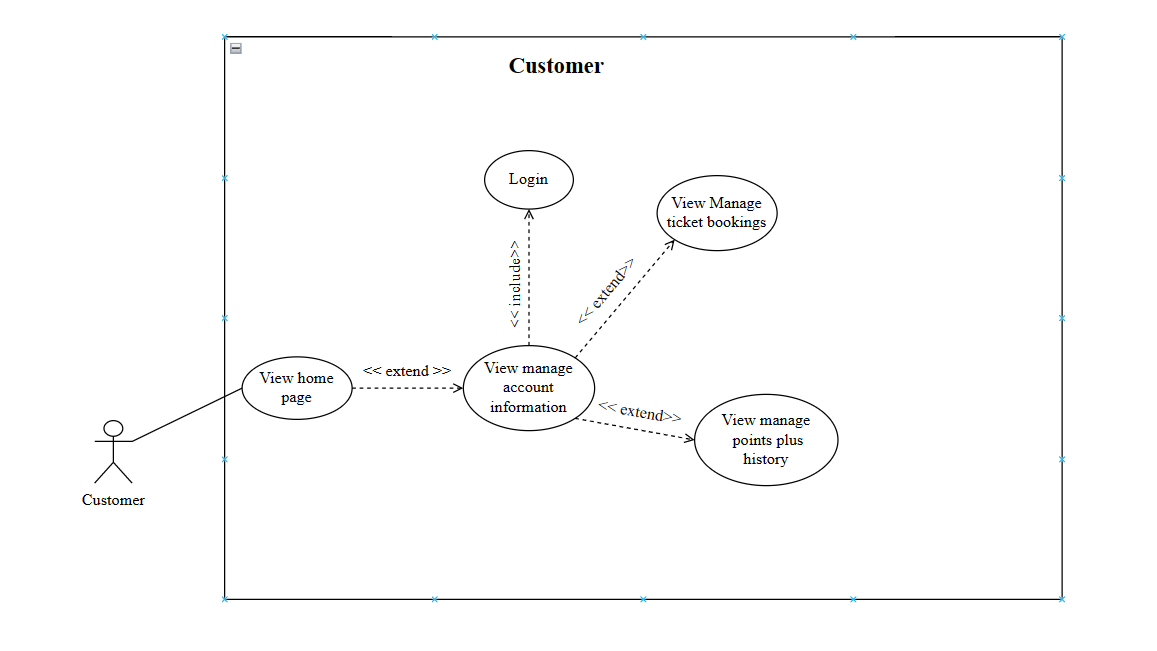 Customer
Login
View Manage
ticket bookings
<< include>>
<< extend>>
View home
page
<< extend >>
View manage
account
information
<< extend>>
View manage
points plus
history
Customer